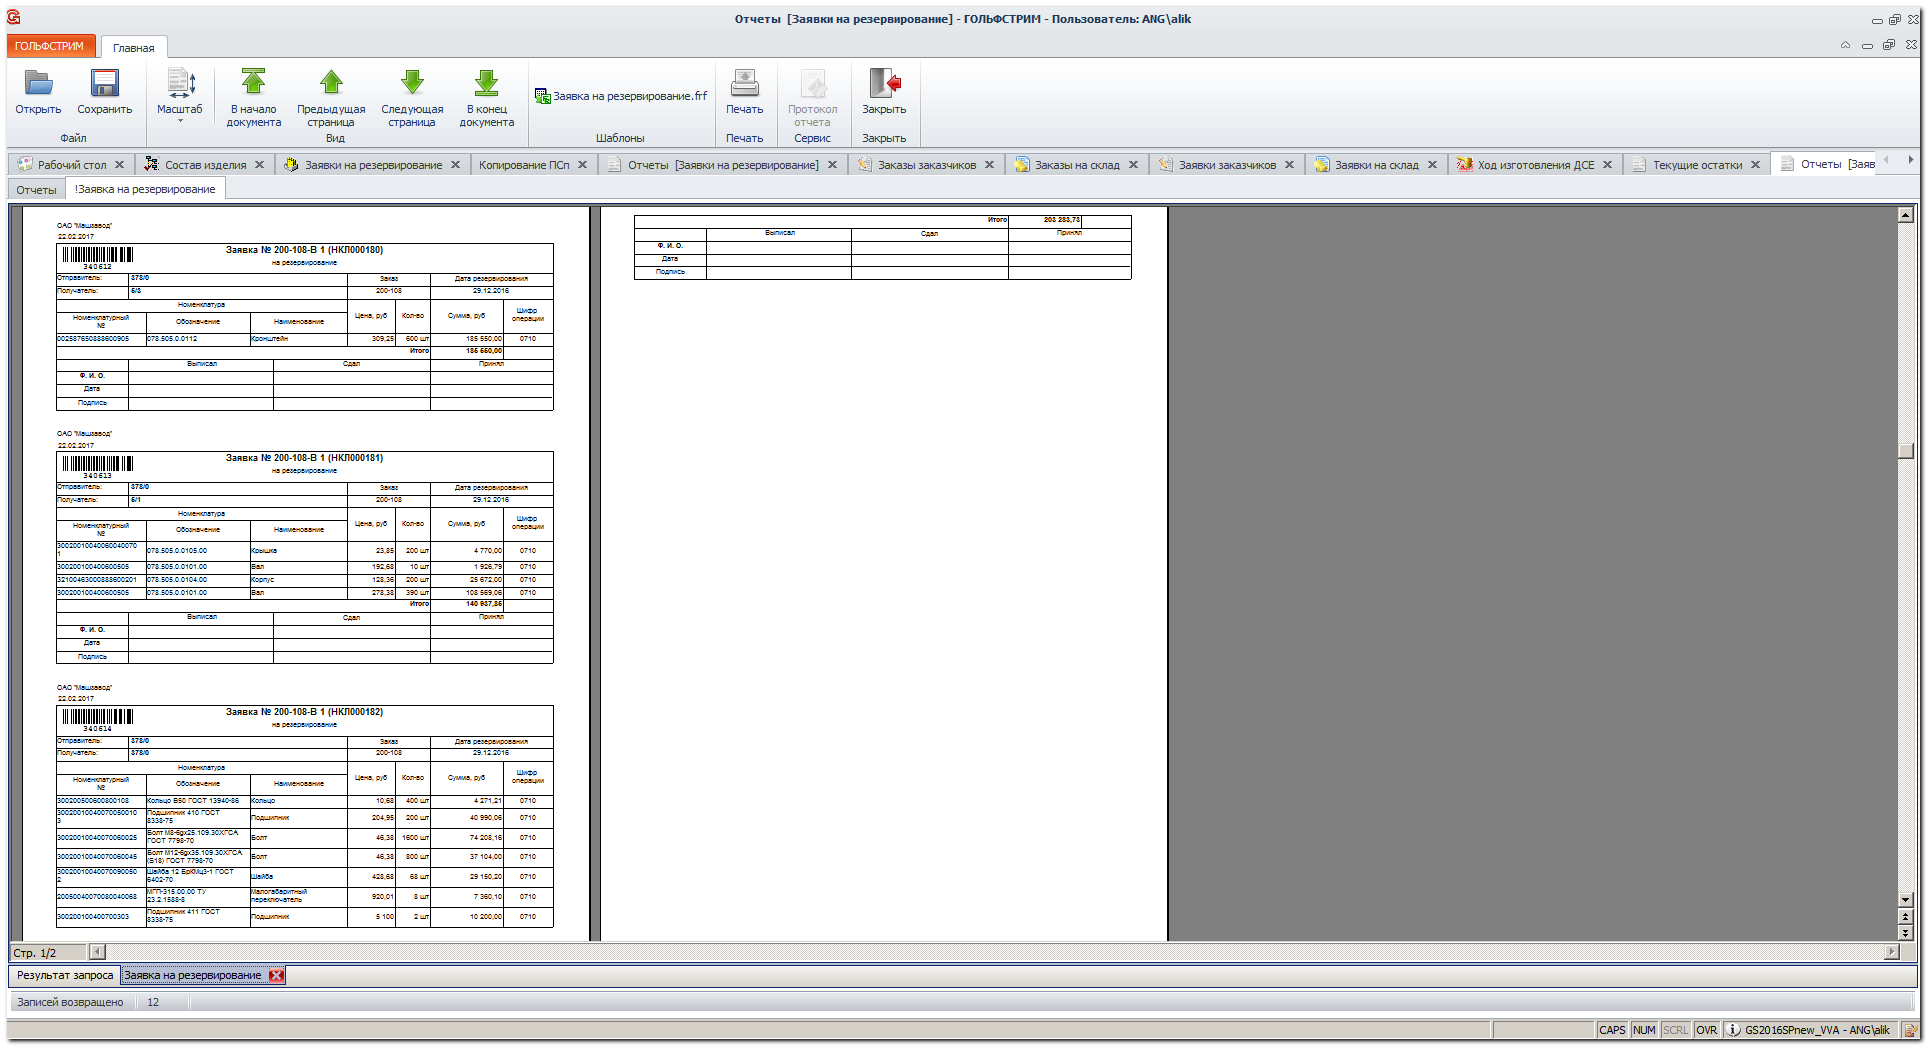 Отчеты [Заявки на резервирование] - ГОЛЬФСТРИМ - Пользователь: ANG\alik
ГОЛЬФСТРИМ Главная
Открыть Сохранить Масштаб В начало документа Предыдущая страница Следующая страница В конец документа Заявка на резервирование.frf Печать Протокол отчета Закрыть
Файл Вид Шаблоны Печать Сервис Закрыть
Рабочий стол Состав изделия Заявки на резервирование Копирование ПСп Отчеты [Заявки на резервирование] Заказы заказчиков Заказы на склад Заявки заказчиков Заявки на склад Ход изготовления ДСЕ Текущие остатки Отчеты [Заяв
Отчеты !Заявка на резервирование
ОАО "Машзавод"
22.02.2017
340612
Заявка № 200-108-В 1 (НКЛ000180)
на резервирование
Отправитель: 378/0 Заказ Дата резервирования
Получатель: 5/3 200-108 29.12.2016
Номенклатура Цена, руб Кол-во Сумма, руб Шифр операции
Номенклатурный № Обозначение Наименование
002587650888600905 078.505.0.0112 Кронштейн 309,25 600 шт 185 550,00 0710
Итого 185 550,00
Выписал Сдал Принял
Ф. И. О.
Дата
Подпись
ОАО "Машзавод"
22.02.2017
340613
Заявка № 200-108-В 1 (НКЛ000181)
на резервирование
Отправитель: 378/0 Заказ Дата резервирования
Получатель: 5/1 200-108 29.12.2016
Номенклатура Цена, руб Кол-во Сумма, руб Шифр операции
Номенклатурный № Обозначение Наименование
300200100400600400701 078.505.0.0105.00 Крышка 23,85 200 шт 4 770,00 0710
300200100400600505 078.505.0.0101.00 Вал 192,68 10 шт 1 926,79 0710
32100463000888600201 078.505.0.0104.00 Корпус 128,36 200 шт 25 672,00 0710
300200100400600505 078.505.0.0101.00 Вал 278,38 390 шт 108 569,06 0710
Итого 140 937,85
Выписал Сдал Принял
Ф. И. О.
Дата
Подпись
ОАО "Машзавод"
22.02.2017
340614
Заявка № 200-108-В 1 (НКЛ000182)
на резервирование
Отправитель: 378/0 Заказ Дата резервирования
Получатель: 378/0 200-108 29.12.2016
Номенклатура Цена, руб Кол-во Сумма, руб Шифр операции
Номенклатурный № Обозначение Наименование
300200500600800108 Кольцо В50 ГОСТ 13940-86 Кольцо 10,68 400 шт 4 271,21 0710
300200100400700500103 Подшипник 410 ГОСТ 8338-75 Подшипник 204,95 200 шт 40 990,06 0710
30020010040070060025 Болт М8-6gx25.109.30ХГСА ГОСТ 7798-70 Болт 46,38 1600 шт 74 208,16 0710
30020010040070060045 Болт М12-6gx35.109.30ХГСА (S18) ГОСТ 7798-70 Болт 46,38 800 шт 37 104,00 0710
300200100400700900502 Шайба 12 БрКМц3-1 ГОСТ 6402-70 Шайба 428,68 68 шт 29 150,20 0710
20050040070080040068 МГП-315.00.00 ТУ 23.2.1588-8 Малогабаритный переключатель 920,01 8 шт 7 360,10 0710
300200100400700303 Подшипник 411 ГОСТ 8338-75 Подшипник 5 100 2 шт 10 200,00 0710
Итого 203 283,73
Выписал Сдал Принял
Ф. И. О.
Дата
Подпись
Стр. 1/2
Результат запроса Заявка на резервирование
Записей возвращено 12
CAPS NUM SCRL OVR GS2016SPnew_VVA - ANG\alik